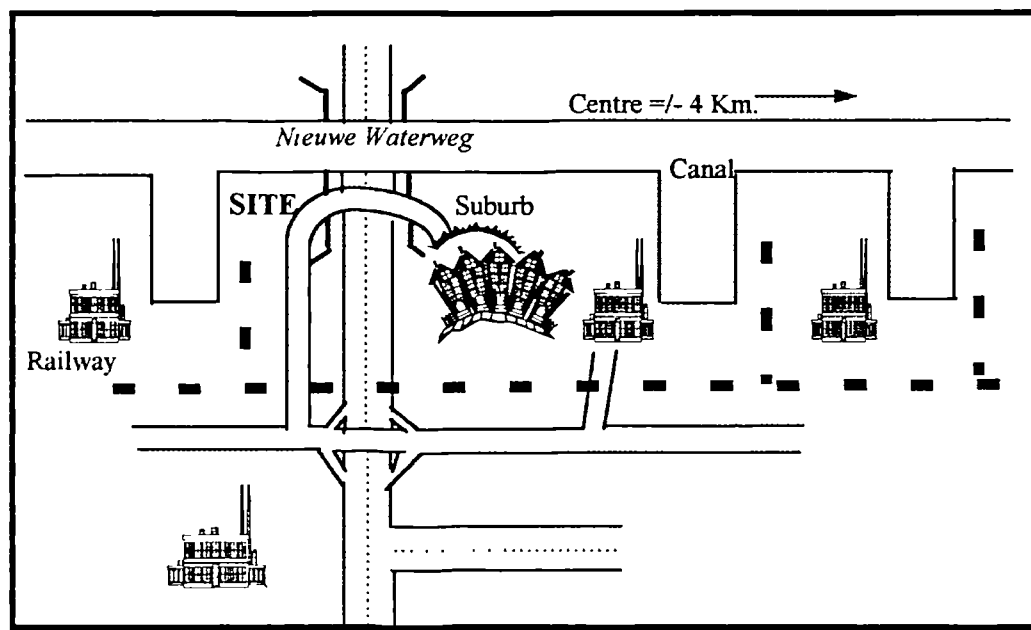 Centre =/- 4 Km.
Nieuwe Waterweg
Canal
SITE
Suburb
Railway